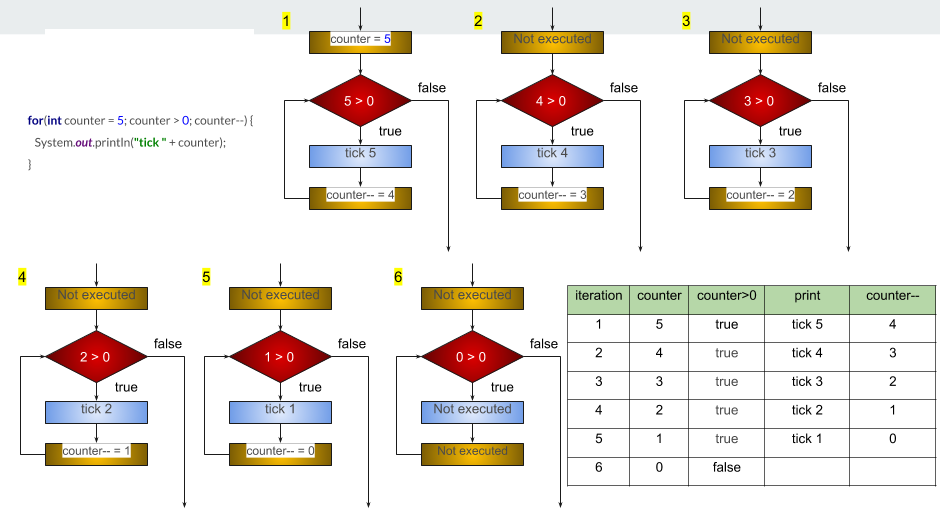 for(int counter = 5; counter > 0; counter--) {
System.out.println("tick " + counter);
}
1
counter = 5
5 > 0
false
true
tick 5
counter-- = 4
2
Not executed
4 > 0
false
true
tick 4
counter-- = 3
3
Not executed
3 > 0
false
true
tick 3
counter-- = 2
4
Not executed
2 > 0
false
true
tick 2
counter-- = 1
5
Not executed
1 > 0
false
true
tick 1
counter-- = 0
6
Not executed
0 > 0
false
true
Not executed
Not executed
iteration counter counter>0 print counter--
1 5 true tick 5 4
2 4 true tick 4 3
3 3 true tick 3 2
4 2 true tick 2 1
5 1 true tick 1 0
6 0 false